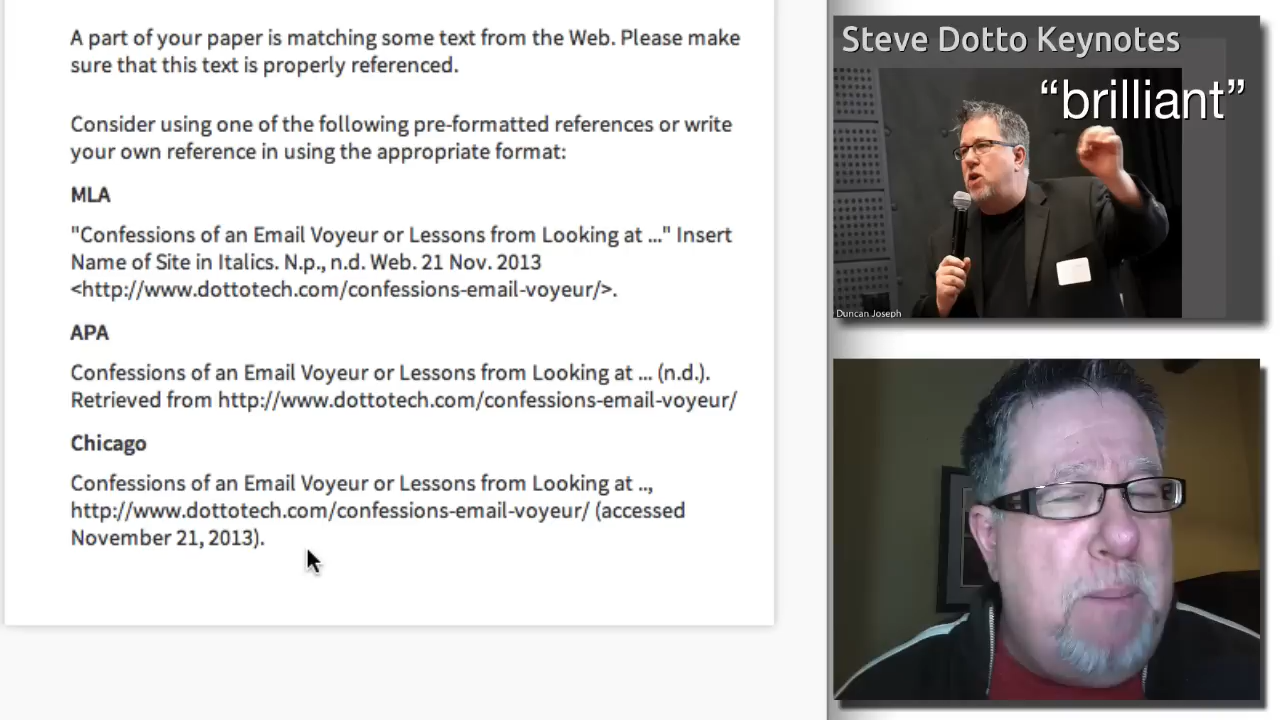 A part of your paper is matching some text from the Web. Please make
sure that this text is properly referenced.
Consider using one of the following pre-formatted references or write
your own reference in using the appropriate format:
MLA
"Confessions of an Email Voyeur or Lessons from Looking at ..." Insert
Name of Site in Italics. N.p., n.d. Web. 21 Nov. 2013
<http://www.dottotech.com/confessions-email-voyeur/>.
APA
Confessions of an Email Voyeur or Lessons from Looking at ... (n.d.).
Retrieved from http://www.dottotech.com/confessions-email-voyeur/
Chicago
Confessions of an Email Voyeur or Lessons from Looking at ..,
http://www.dottotech.com/confessions-email-voyeur/ (accessed
November 21, 2013).
Steve Dotto Keynotes
“brilliant”
Duncan Joseph